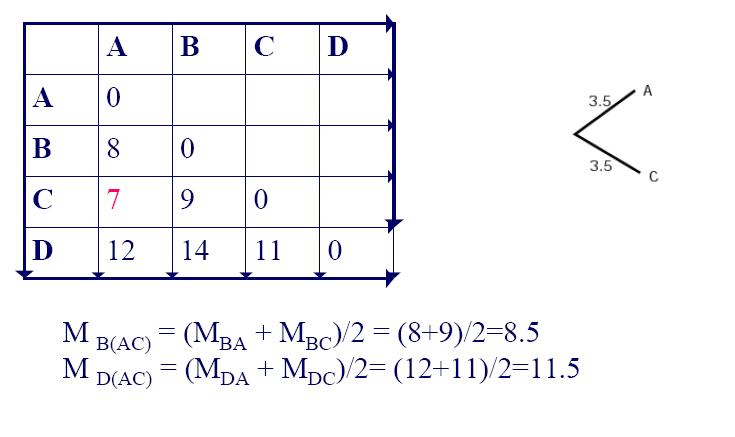 A B C D
A 0
B 8 0
C 7 9 0
D 12 14 11 0
3.5 A
3.5 C
M B(AC) = (MBA + MBC)/2 = (8+9)/2=8.5
M D(AC) = (MDA + MDC)/2= (12+11)/2=11.5